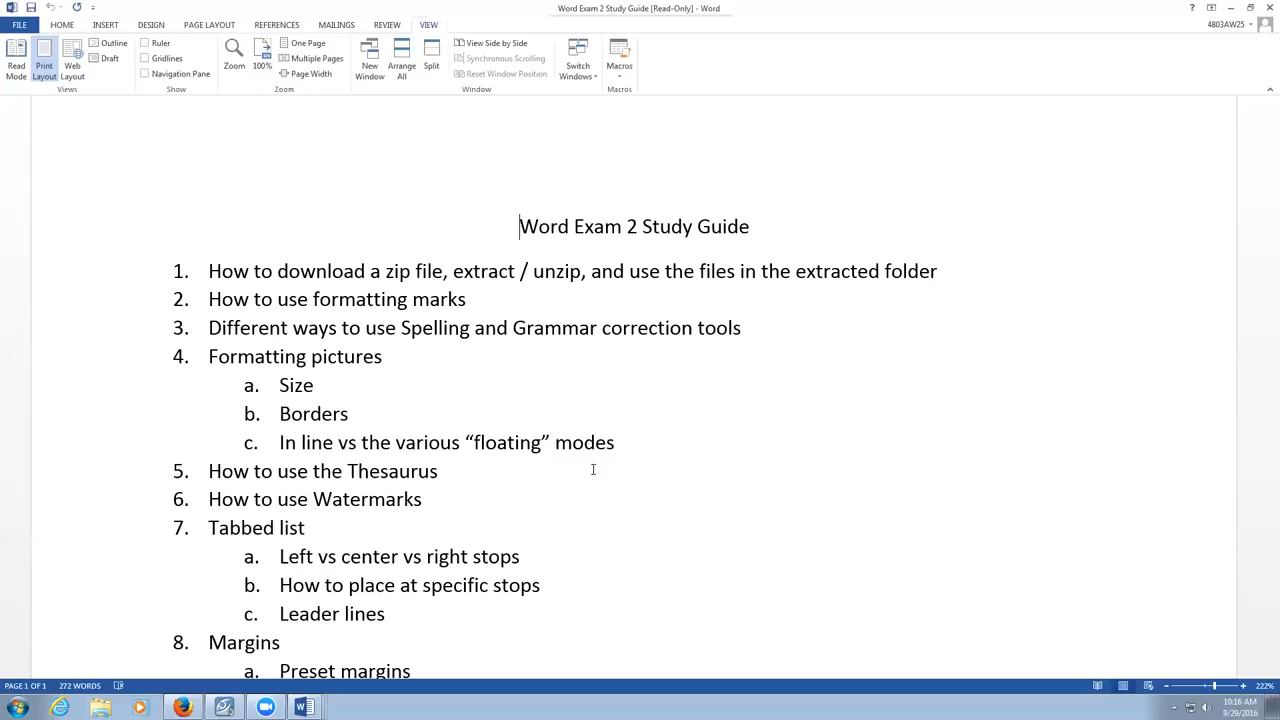 Word Exam 2 Study Guide [Read-Only] - Word
FILE HOME INSERT DESIGN PAGE LAYOUT REFERENCES MAILINGS REVIEW VIEW 4803AW25
Read Mode
Print Layout
Web Layout
Outline
Draft
Views
Ruler
Gridlines
Navigation Pane
Show
Zoom
100%
One Page
Multiple Pages
Page Width
Zoom
New Window
Arrange All
Split
View Side by Side
Synchronous Scrolling
Reset Window Position
Window
Switch Windows
Macros
Macros
Word Exam 2 Study Guide
1. How to download a zip file, extract / unzip, and use the files in the extracted folder
2. How to use formatting marks
3. Different ways to use Spelling and Grammar correction tools
4. Formatting pictures
a. Size
b. Borders
c. In line vs the various “floating” modes
5. How to use the Thesaurus
6. How to use Watermarks
7. Tabbed list
a. Left vs center vs right stops
b. How to place at specific stops
c. Leader lines
8. Margins
a. Preset margins
PAGE 1 OF 1 272 WORDS 222%
10:16 AM
9/29/2016